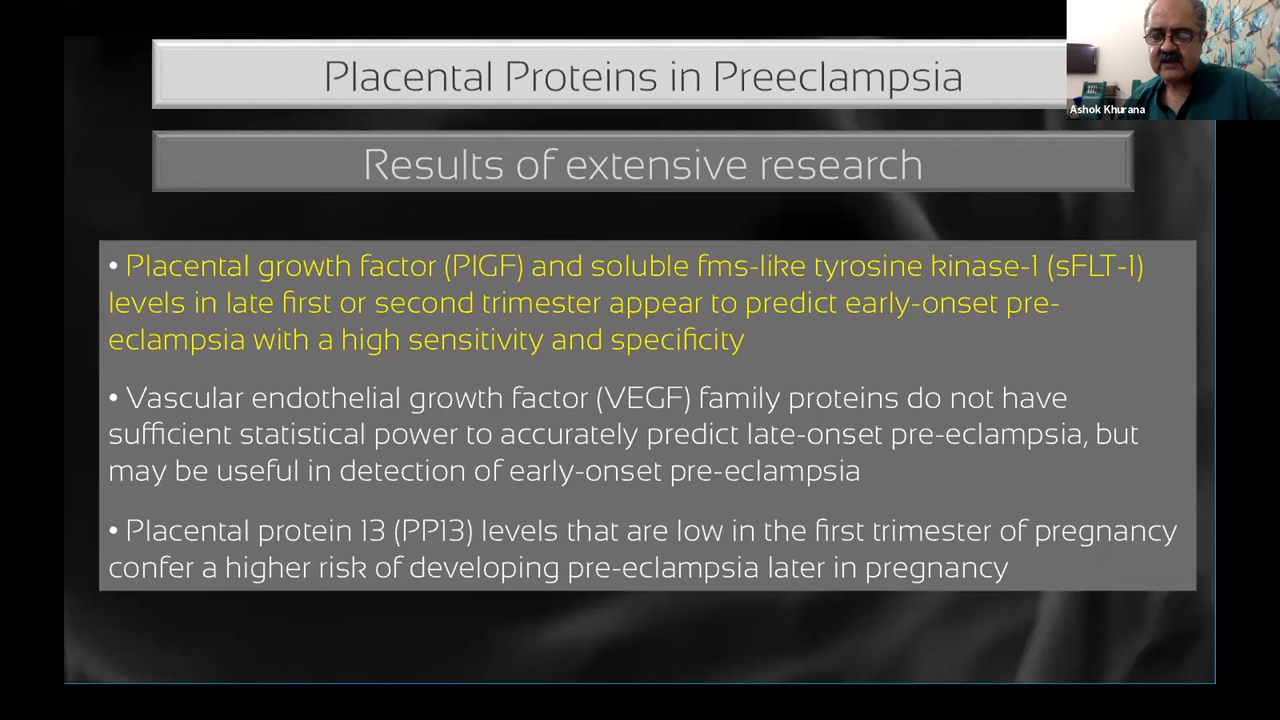 Placental Proteins in Preeclampsia
Ashok Khurana
Results of extensive research
• Placental growth factor (PlGF) and soluble fms-like tyrosine kinase-1 (sFLT-1)
levels in late first or second trimester appear to predict early-onset pre-
eclampsia with a high sensitivity and specificity
• Vascular endothelial growth factor (VEGF) family proteins do not have
sufficient statistical power to accurately predict late-onset pre-eclampsia, but
may be useful in detection of early-onset pre-eclampsia
• Placental protein 13 (PP13) levels that are low in the first trimester of pregnancy
confer a higher risk of developing pre-eclampsia later in pregnancy